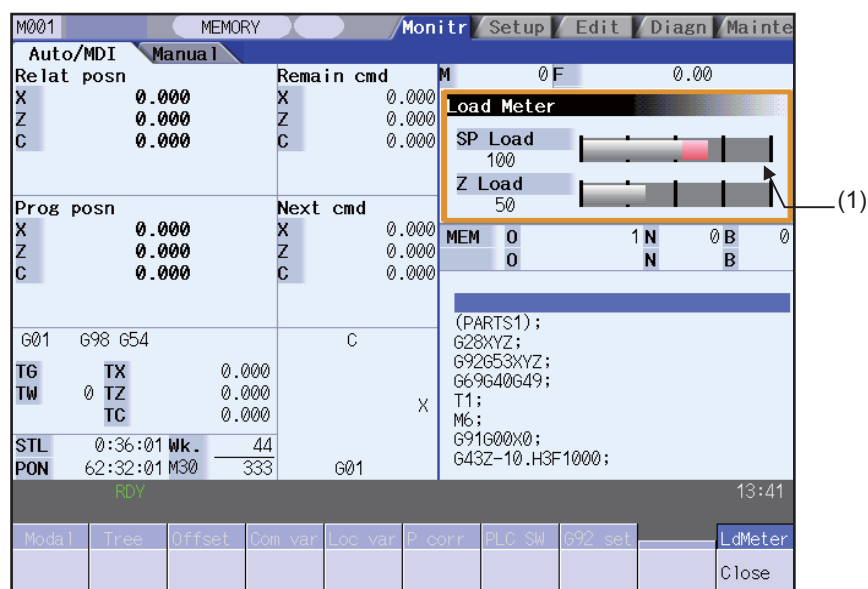 M001 MEMORY Monitr Setup Edit Diagn Mainte
Auto/MDI Manual
Relat posn
X 0.000
Z 0.000
C 0.000
Remain cmd
X 0.000
Z 0.000
C 0.000
M 0 F 0.00
Load Meter
SP Load
100
Z Load
50
(1)
Prog posn
X 0.000
Z 0.000
C 0.000
Next cmd
X 0.000
Z 0.000
C 0.000
MEM O 1 N 0 B 0
O N B
(PARTS1);
G28XYZ;
G92G53XYZ;
G69G40G49;
T1;
M6;
G91G00X0;
G43Z-10.H3F1000;
G01 G98 G54
TG TX 0.000
TW 0 TZ 0.000
TC 0.000
STL 0:36:01 Wk. 44
PON 62:32:01 M30 333
C
X
G01
RDY 13:41
Modal Tree Offset Com var Loc var P corr PLC SW G92 set LdMeter
Close